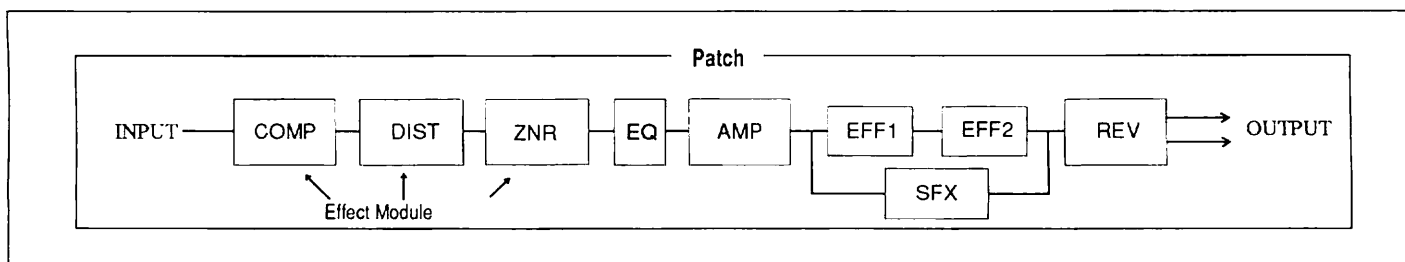 Patch
INPUT COMP DIST ZNR EQ AMP EFF1 EFF2 REV OUTPUT
SFX
Effect Module